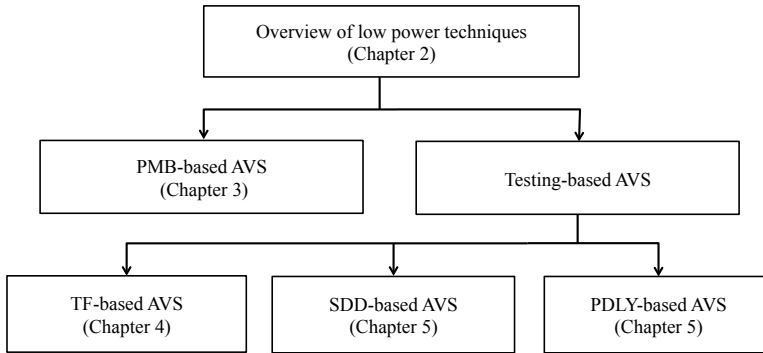 Overview of low power techniques
(Chapter 2)
PMB-based AVS
(Chapter 3)
Testing-based AVS
TF-based AVS
(Chapter 4)
SDD-based AVS
(Chapter 5)
PDLY-based AVS
(Chapter 5)